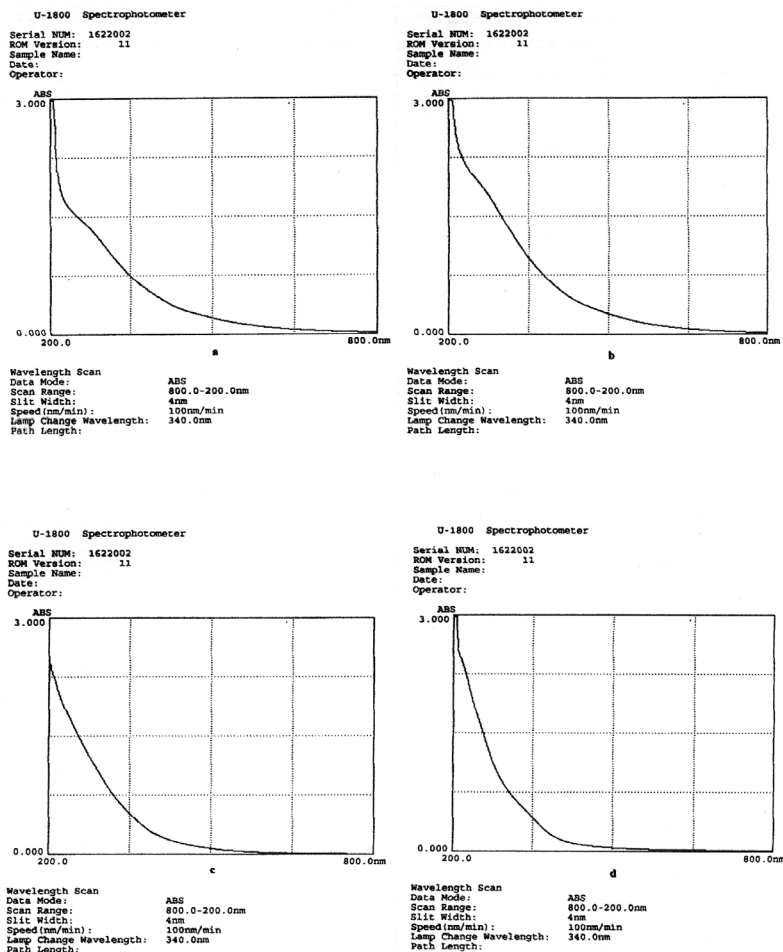 U-1800 Spectrophotometer
Serial NUM: 1622002
ROM Version: 11
Sample Name:
Date:
Operator:
ABS
3.000
0.000
200.0
800.0nm
a
Wavelength Scan
Data Mode: ABS
Scan Range: 800.0-200.0nm
Slit Width: 4nm
Speed(nm/min): 100nm/min
Lamp Change Wavelength: 340.0nm
Path Length:
U-1800 Spectrophotometer
Serial NUM: 1622002
ROM Version: 11
Sample Name:
Date:
Operator:
ABS
3.000
0.000
200.0
800.0nm
b
Wavelength Scan
Data Mode: ABS
Scan Range: 800.0-200.0nm
Slit Width: 4nm
Speed(nm/min): 100nm/min
Lamp Change Wavelength: 340.0nm
Path Length:
U-1800 Spectrophotometer
Serial NUM: 1622002
ROM Version: 11
Sample Name:
Date:
Operator:
ABS
3.000
0.000
200.0
800.0nm
c
Wavelength Scan
Data Mode: ABS
Scan Range: 800.0-200.0nm
Slit Width: 4nm
Speed(nm/min): 100nm/min
Lamp Change Wavelength: 340.0nm
Path Length:
U-1800 Spectrophotometer
Serial NUM: 1622002
ROM Version: 11
Sample Name:
Date:
Operator:
ABS
3.000
0.000
200.0
800.0nm
d
Wavelength Scan
Data Mode: ABS
Scan Range: 800.0-200.0nm
Slit Width: 4nm
Speed(nm/min): 100nm/min
Lamp Change Wavelength: 340.0nm
Path Length: